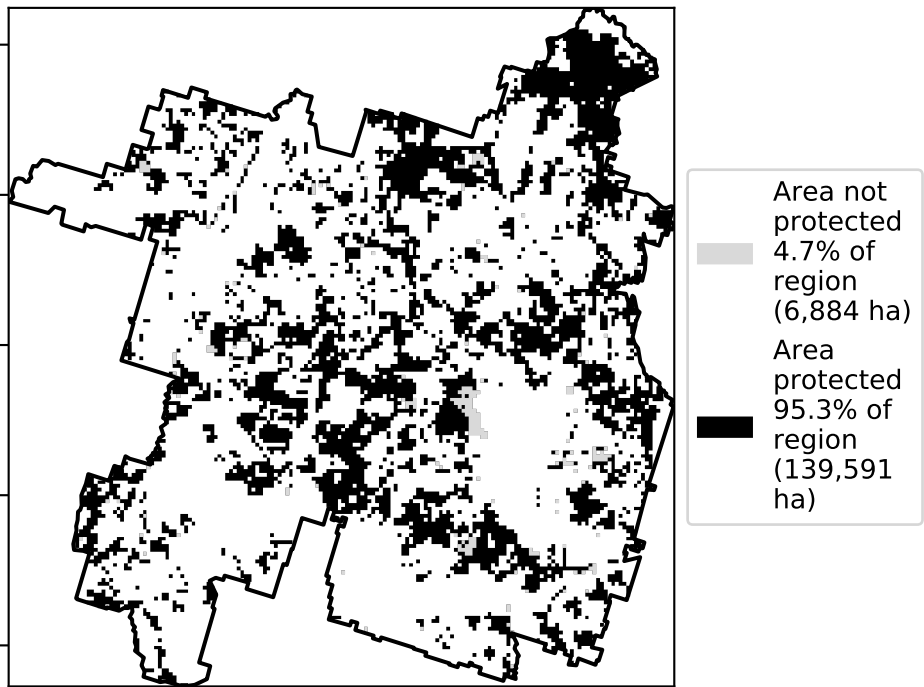 Area not
protected
4.7% of
region
(6,884 ha)
Area
protected
95.3% of
region
(139,591
ha)